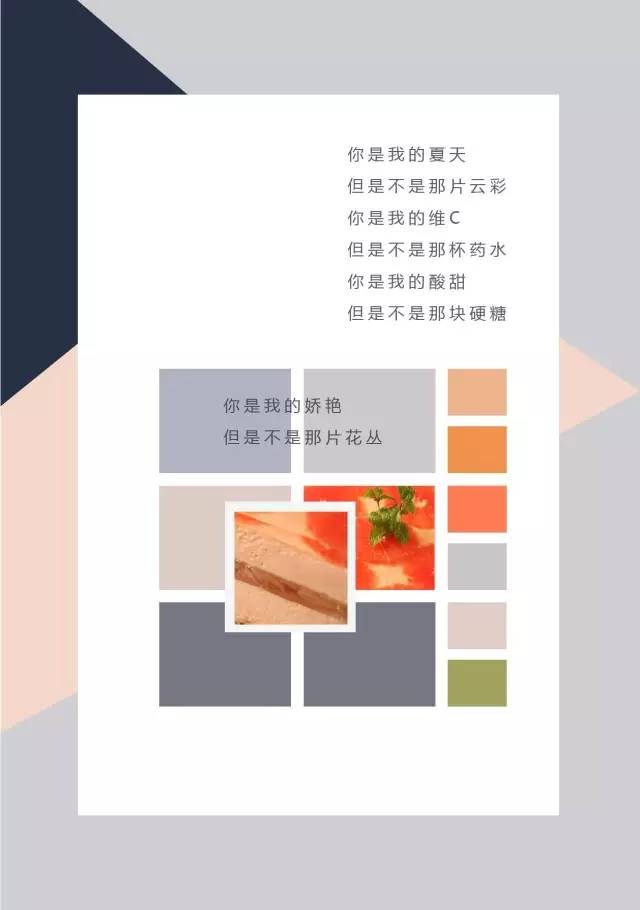 你是我的夏天
但是不是那片云彩
你是我的维C
但是不是那杯药水
你是我的酸甜
但是不是那块硬糖
你是我的娇艳
但是不是那片花丛